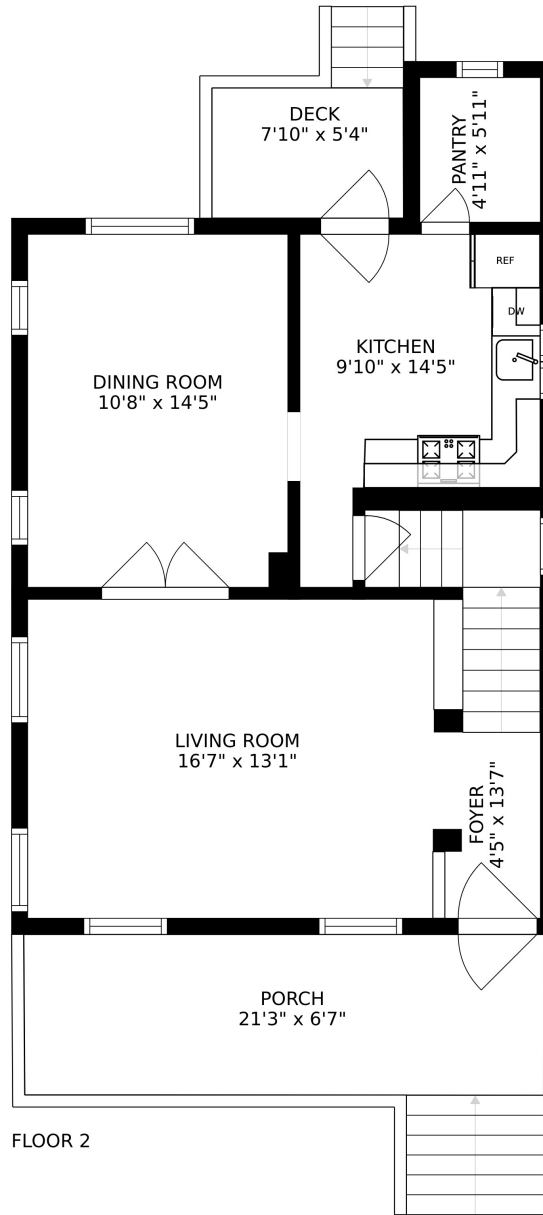 DECK
7'10" x 5'4"
PANTRY
4'11" x 5'11"
REF
DW
KITCHEN
9'10" x 14'5"
DINING ROOM
10'8" x 14'5"
LIVING ROOM
16'7" x 13'1"
FOYER
4'5" x 13'7"
PORCH
21'3" x 6'7"
FLOOR 2